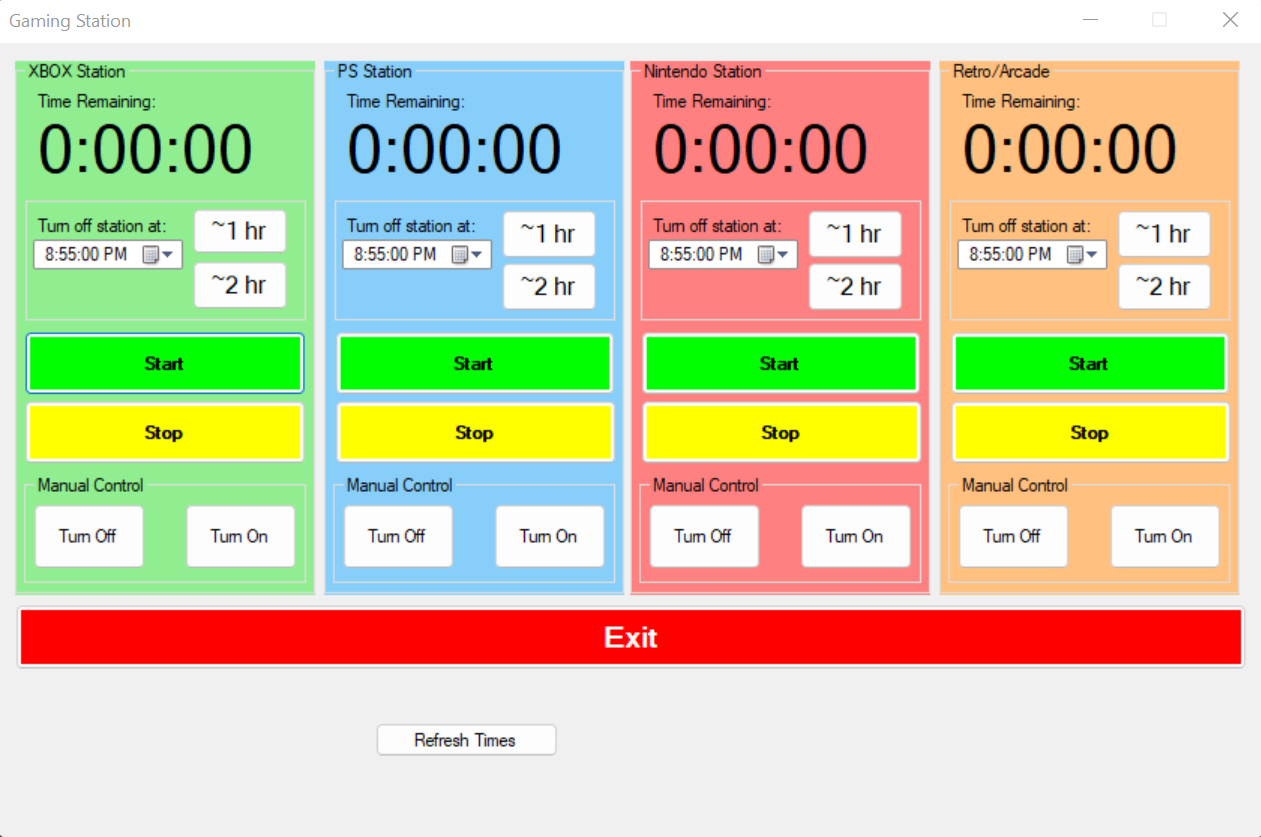 Gaming Station
XBOX Station
Time Remaining:
0:00:00
Turn off station at:
8:55:00 PM
~1 hr
~2 hr
Start
Stop
Manual Control
Turn Off
Turn On
PS Station
Time Remaining:
0:00:00
Turn off station at:
8:55:00 PM
~1 hr
~2 hr
Start
Stop
Manual Control
Turn Off
Turn On
Nintendo Station
Time Remaining:
0:00:00
Turn off station at:
8:55:00 PM
~1 hr
~2 hr
Start
Stop
Manual Control
Turn Off
Turn On
Retro/Arcade
Time Remaining:
0:00:00
Turn off station at:
8:55:00 PM
~1 hr
~2 hr
Start
Stop
Manual Control
Turn Off
Turn On
Exit
Refresh Times